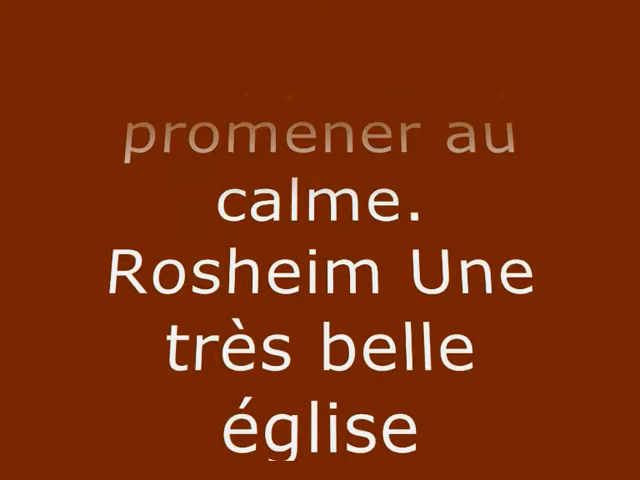 promener au
calme.
Rosheim Une
très belle
église